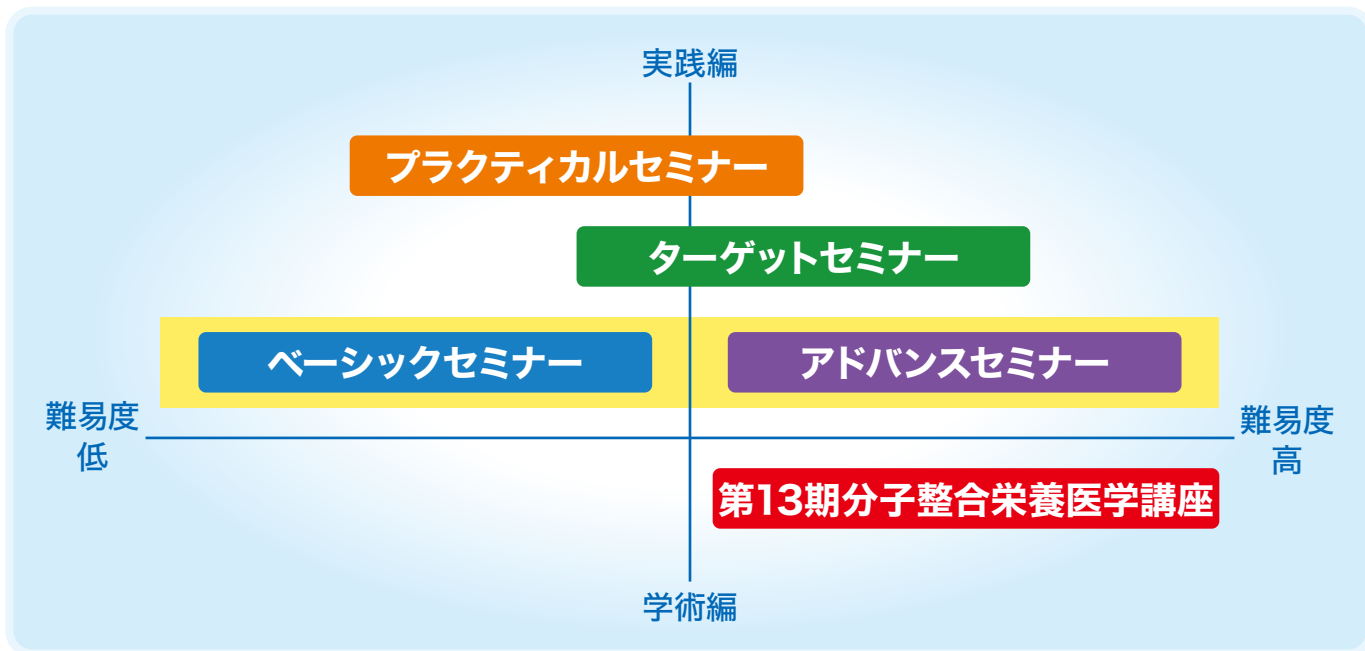 実践編
プラクティカルセミナー
ターゲットセミナー
ベーシックセミナー
アドバンスセミナー
難易度
低
難易度
高
第13期分子整合栄養医学講座
学術編